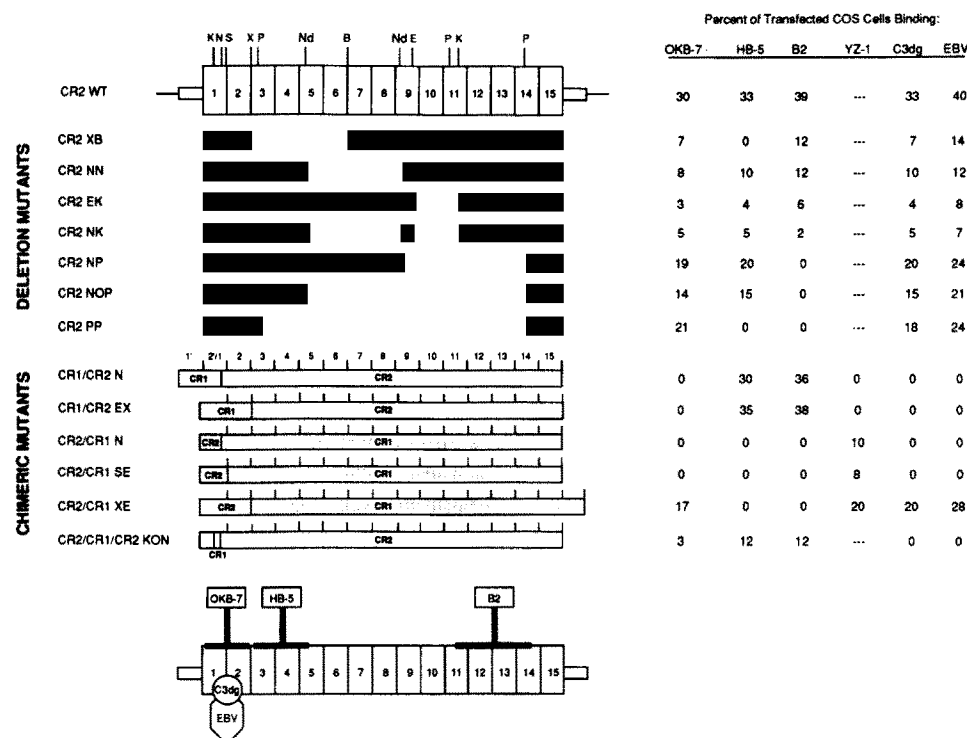 Percent of Transfected COS Cells Binding:
K N S X P Nd B Nd E P K P
OKB-7 HB-5 B2 YZ-1 C3dg EBV
CR2 WT 1 2 3 4 5 6 7 8 9 10 11 12 13 14 15 30 33 39 --- 33 40
DELETION MUTANTS
CR2 XB 7 0 12 --- 7 14
CR2 NN 8 10 12 --- 10 12
CR2 EK 3 4 6 --- 4 8
CR2 NK 5 5 2 --- 5 7
CR2 NP 19 20 0 --- 20 24
CR2 NOP 14 15 0 --- 15 21
CR2 PP 21 0 0 --- 18 24
CHIMERIC MUTANTS
1' 2'/1 2 3 4 5 6 7 8 9 10 11 12 13 14 15
CR1/CR2 N CR1 CR2 0 30 36 0 0 0
CR1/CR2 EX CR1 CR2 0 35 38 0 0 0
CR2/CR1 N CR2 CR1 0 0 0 10 0 0
CR2/CR1 SE CR2 CR1 0 0 0 8 0 0
CR2/CR1 XE CR2 CR1 17 0 0 20 20 28
CR2/CR1/CR2 KON CR2 3 12 12 --- 0 0
CR1
OKB-7 HB-5 B2
1 2 3 4 5 6 7 8 9 10 11 12 13 14 15
C3dg
EBV